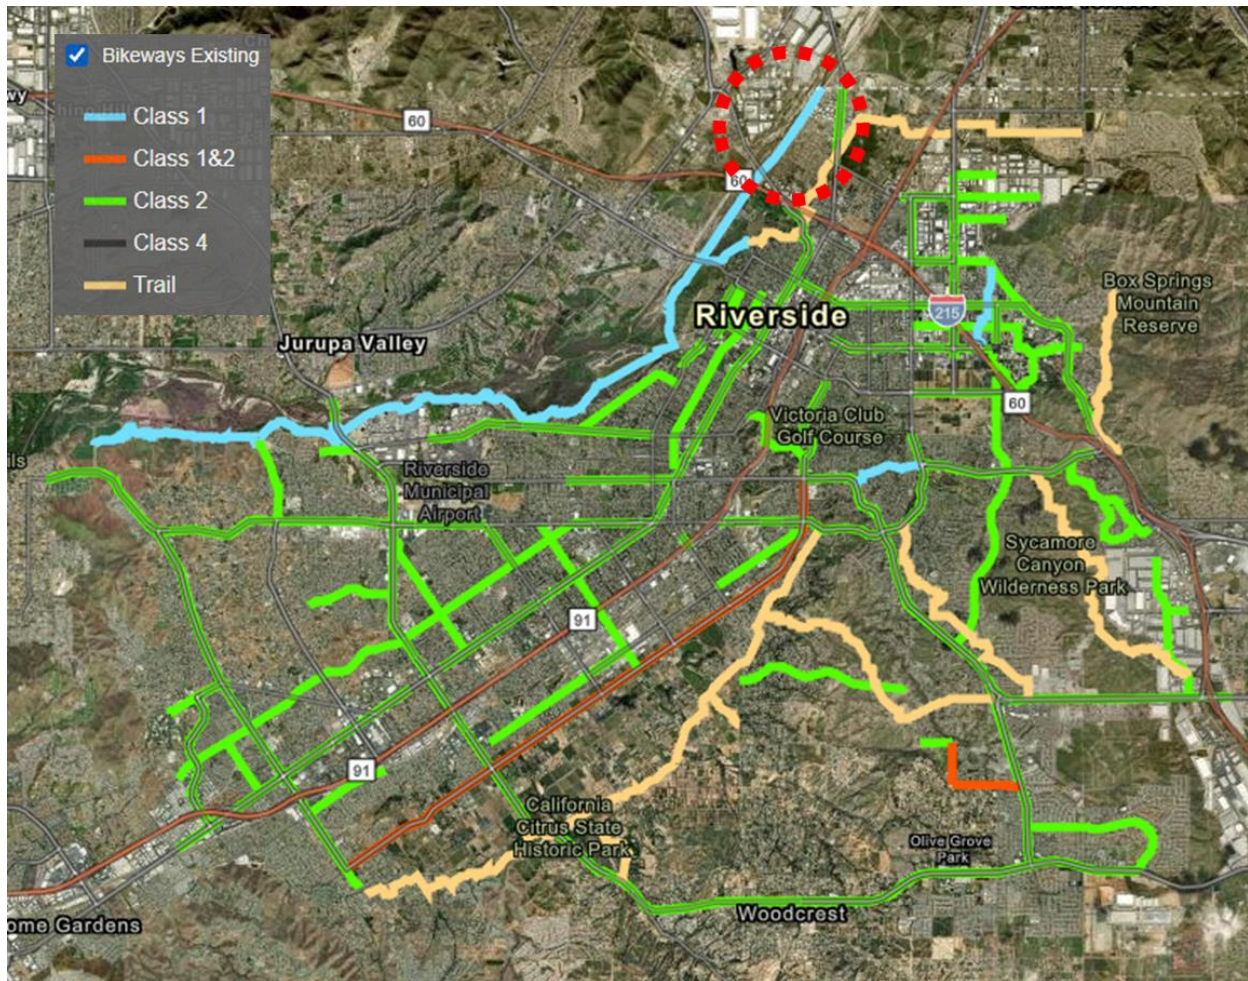 Bikeways Existing
wy
Class 1
60
Class 1&2
60
Class 2
Class 4
Trail
Box Springs
Mountain
Reserve
Riverside
215
Jurupa Valley
60
Victoria Club
Golf Course
ils
Riverside
Municipal
Airport
Sycamore
Canyon
Wilderness Park
91
91
California
Citrus State
Historic Park
Olive Grove
Park
Woodcrest
ome Gardens